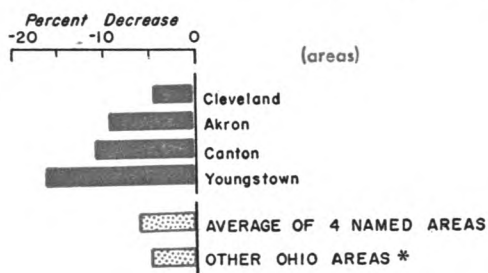 Percent Decrease
-20 -10 0
(areas)
Cleveland
Akron
Canton
Youngstown
AVERAGE OF 4 NAMED AREAS
OTHER OHIO AREAS *